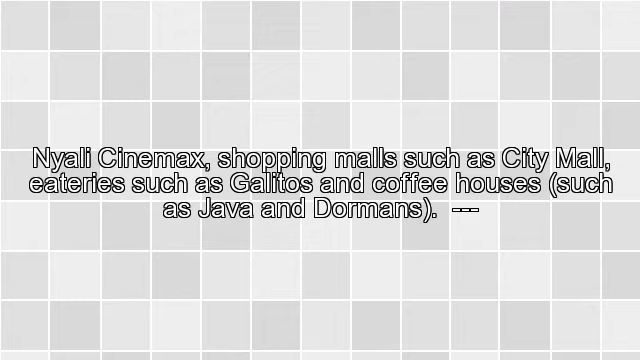 Nyali Cinemax, shopping malls such as City Mall,
eateries such as Galitos and coffee houses (such
as Java and Dormans).  ---